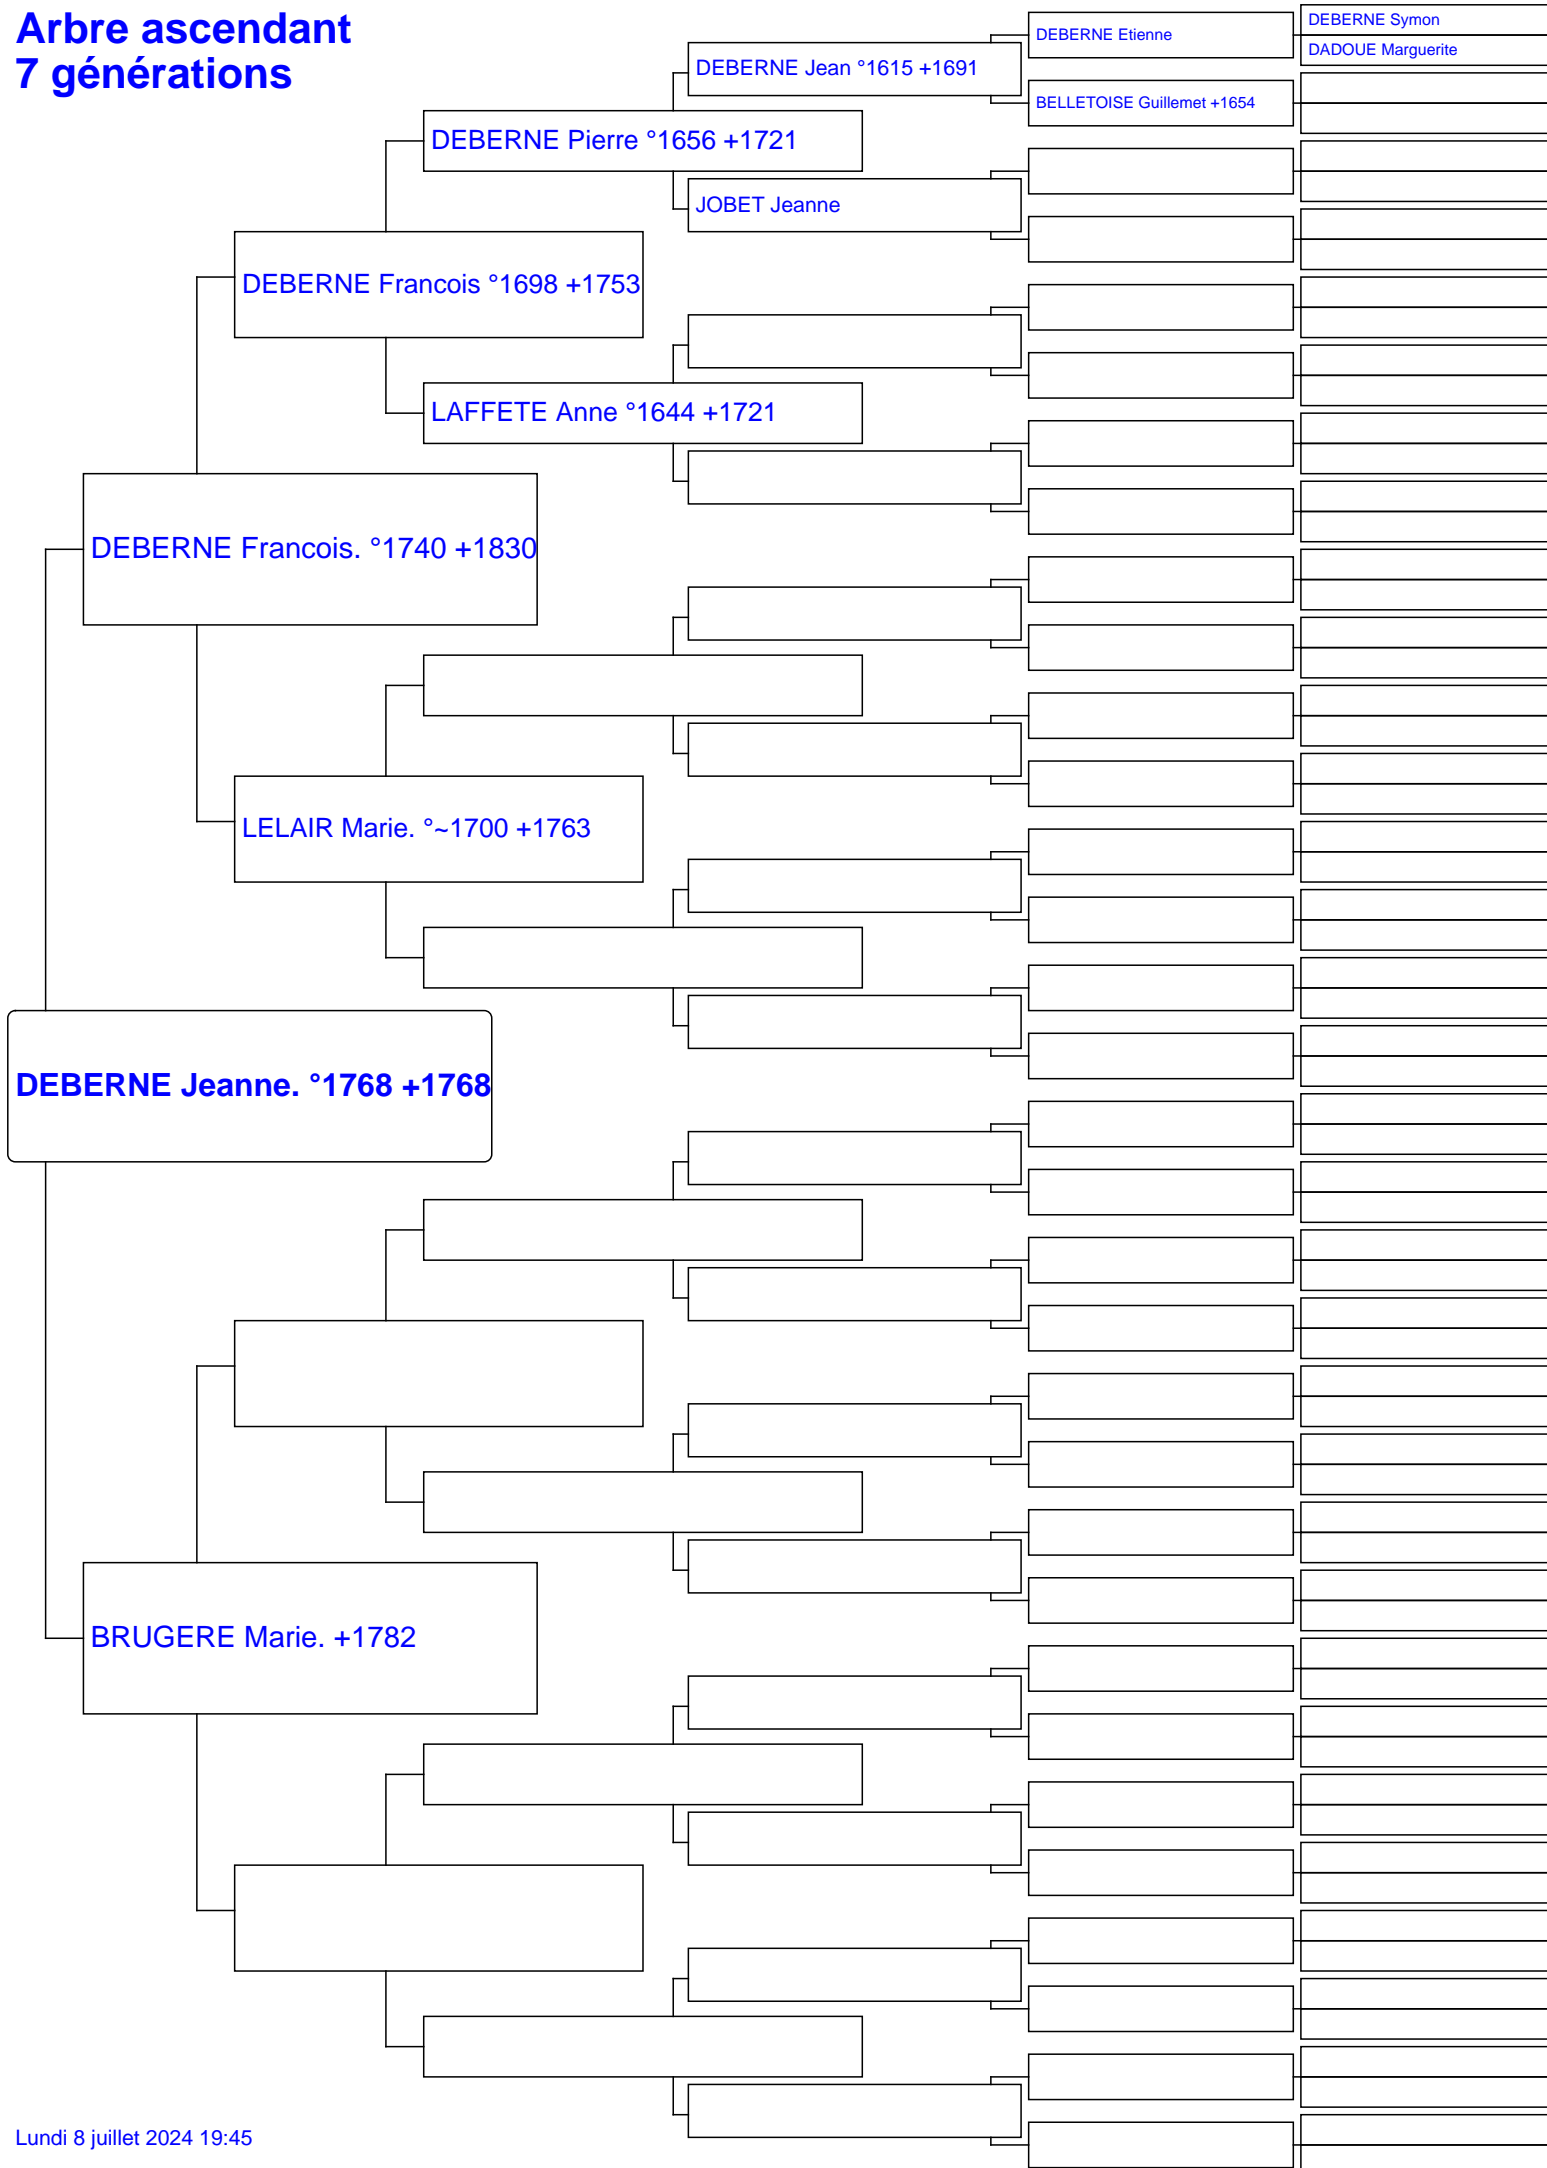 Arbre ascendant
7 générations
DEBERNE Symon
DEBERNE Etienne
DADOUE Marguerite
DEBERNE Jean °1615 +1691
BELLETOISE Guillemet +1654
DEBERNE Pierre °1656 +1721
JOBET Jeanne
DEBERNE Francois °1698 +1753
LAFFETE Anne °1644 +1721
DEBERNE Francois. °1740 +1830
LELAIR Marie. °~1700 +1763
DEBERNE Jeanne. °1768 +1768
BRUGERE Marie. +1782
Lundi 8 juillet 2024 19:45